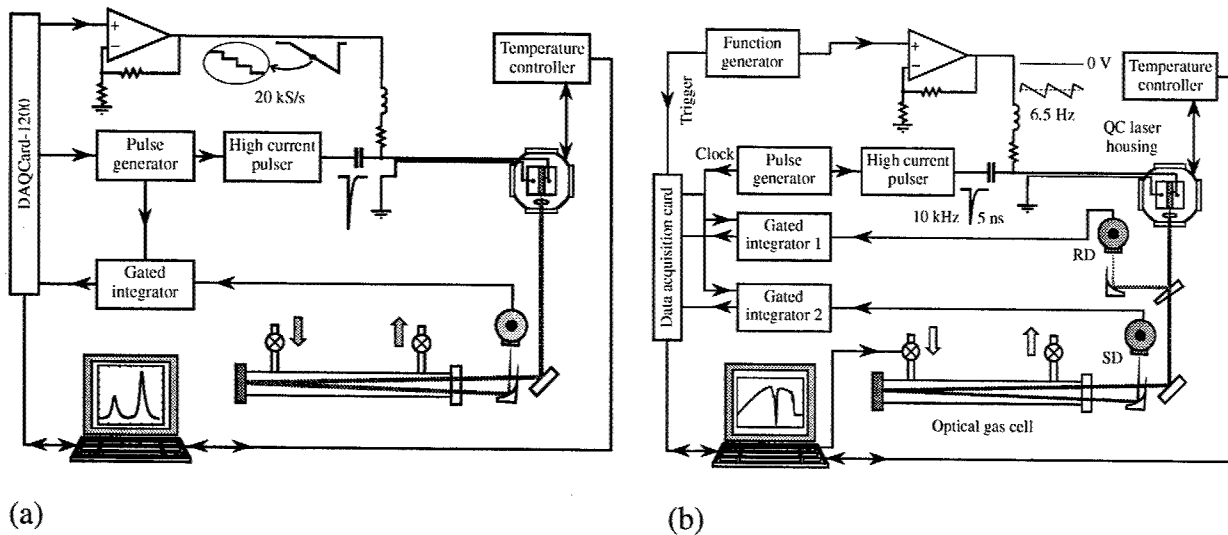 DAQCard-1200
+
−
20 kS/s
Temperature
controller
Pulse
generator
High current
pulser
Gated
integrator
(a)
Function
generator
Trigger
+
−
0 V
6.5 Hz
Temperature
controller
QC laser
housing
Clock
Pulse
generator
High current
pulser
10 kHz
5 ns
Data acquisition card
Gated
integrator 1
RD
Gated
integrator 2
SD
Optical gas cell
(b)